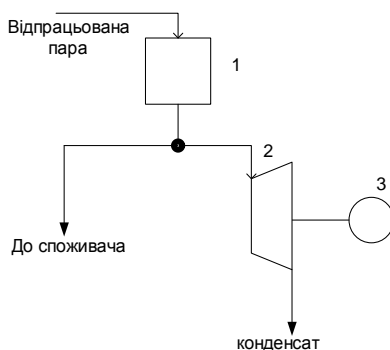 Відпрацьована
пара
1
2
3
До споживача
конденсат